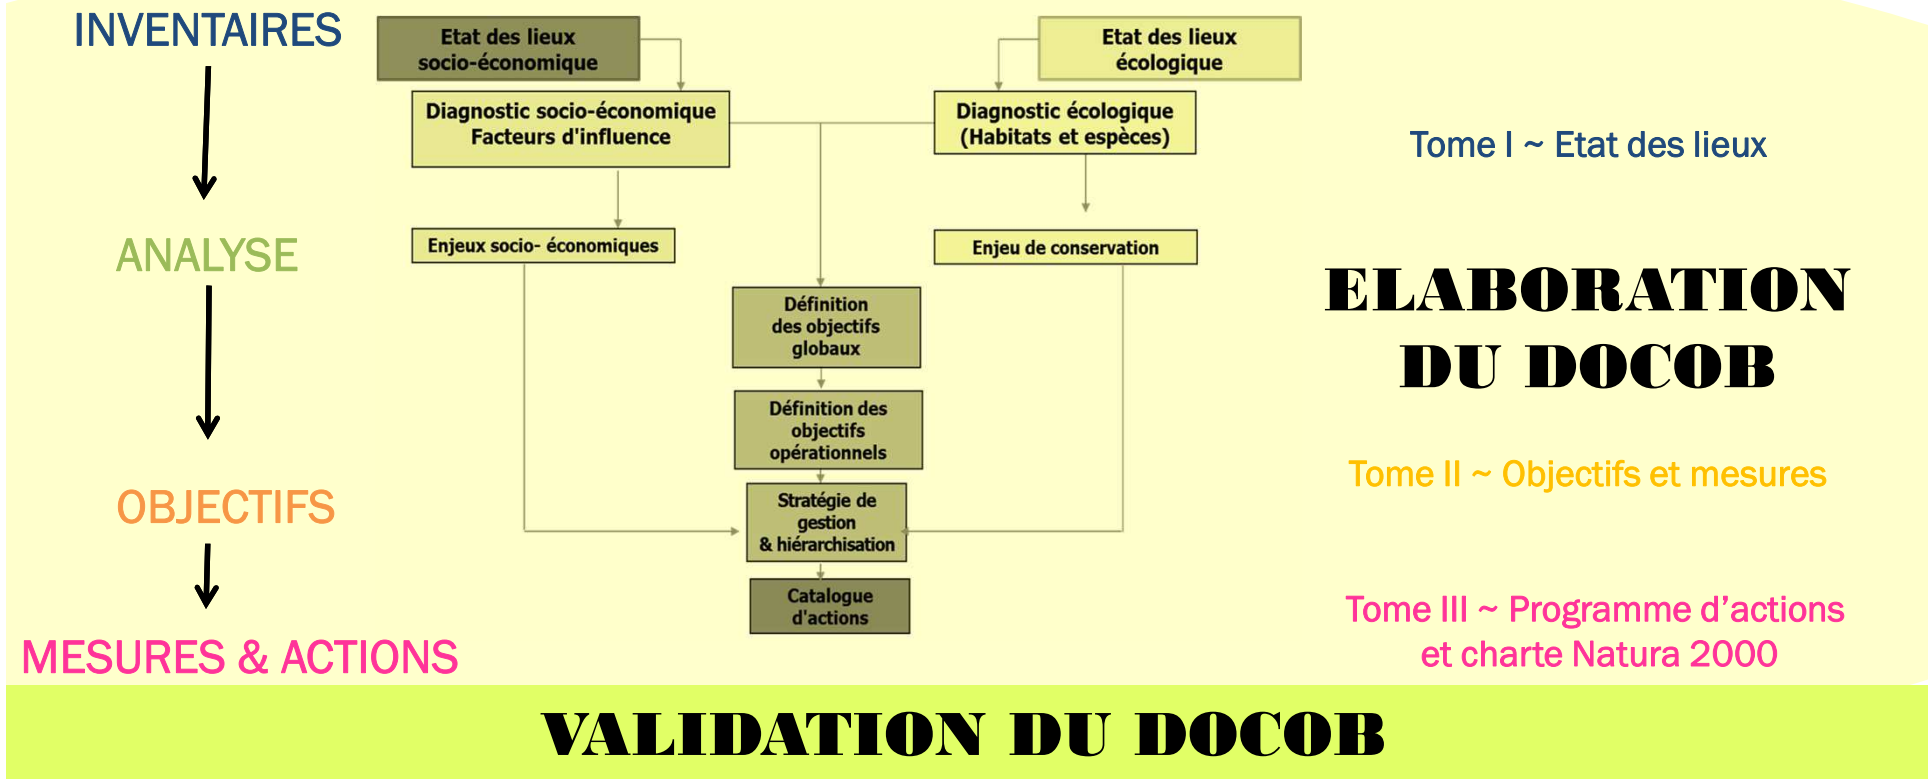 INVENTAIRES
ANALYSE
OBJECTIFS
MESURES & ACTIONS
Etat des lieux
socio-économique
Etat des lieux
écologique
Diagnostic socio-économique
Facteurs d'influence
Diagnostic écologique
(Habitats et espèces)
Enjeux socio- économiques
Enjeu de conservation
Définition
des objectifs
globaux
Définition des
objectifs
opérationnels
Stratégie de
gestion
& hiérarchisation
Catalogue
d'actions
Tome I ~ Etat des lieux
ELABORATION
DU DOCOB
Tome II ~ Objectifs et mesures
Tome III ~ Programme d’actions
et charte Natura 2000
VALIDATION DU DOCOB